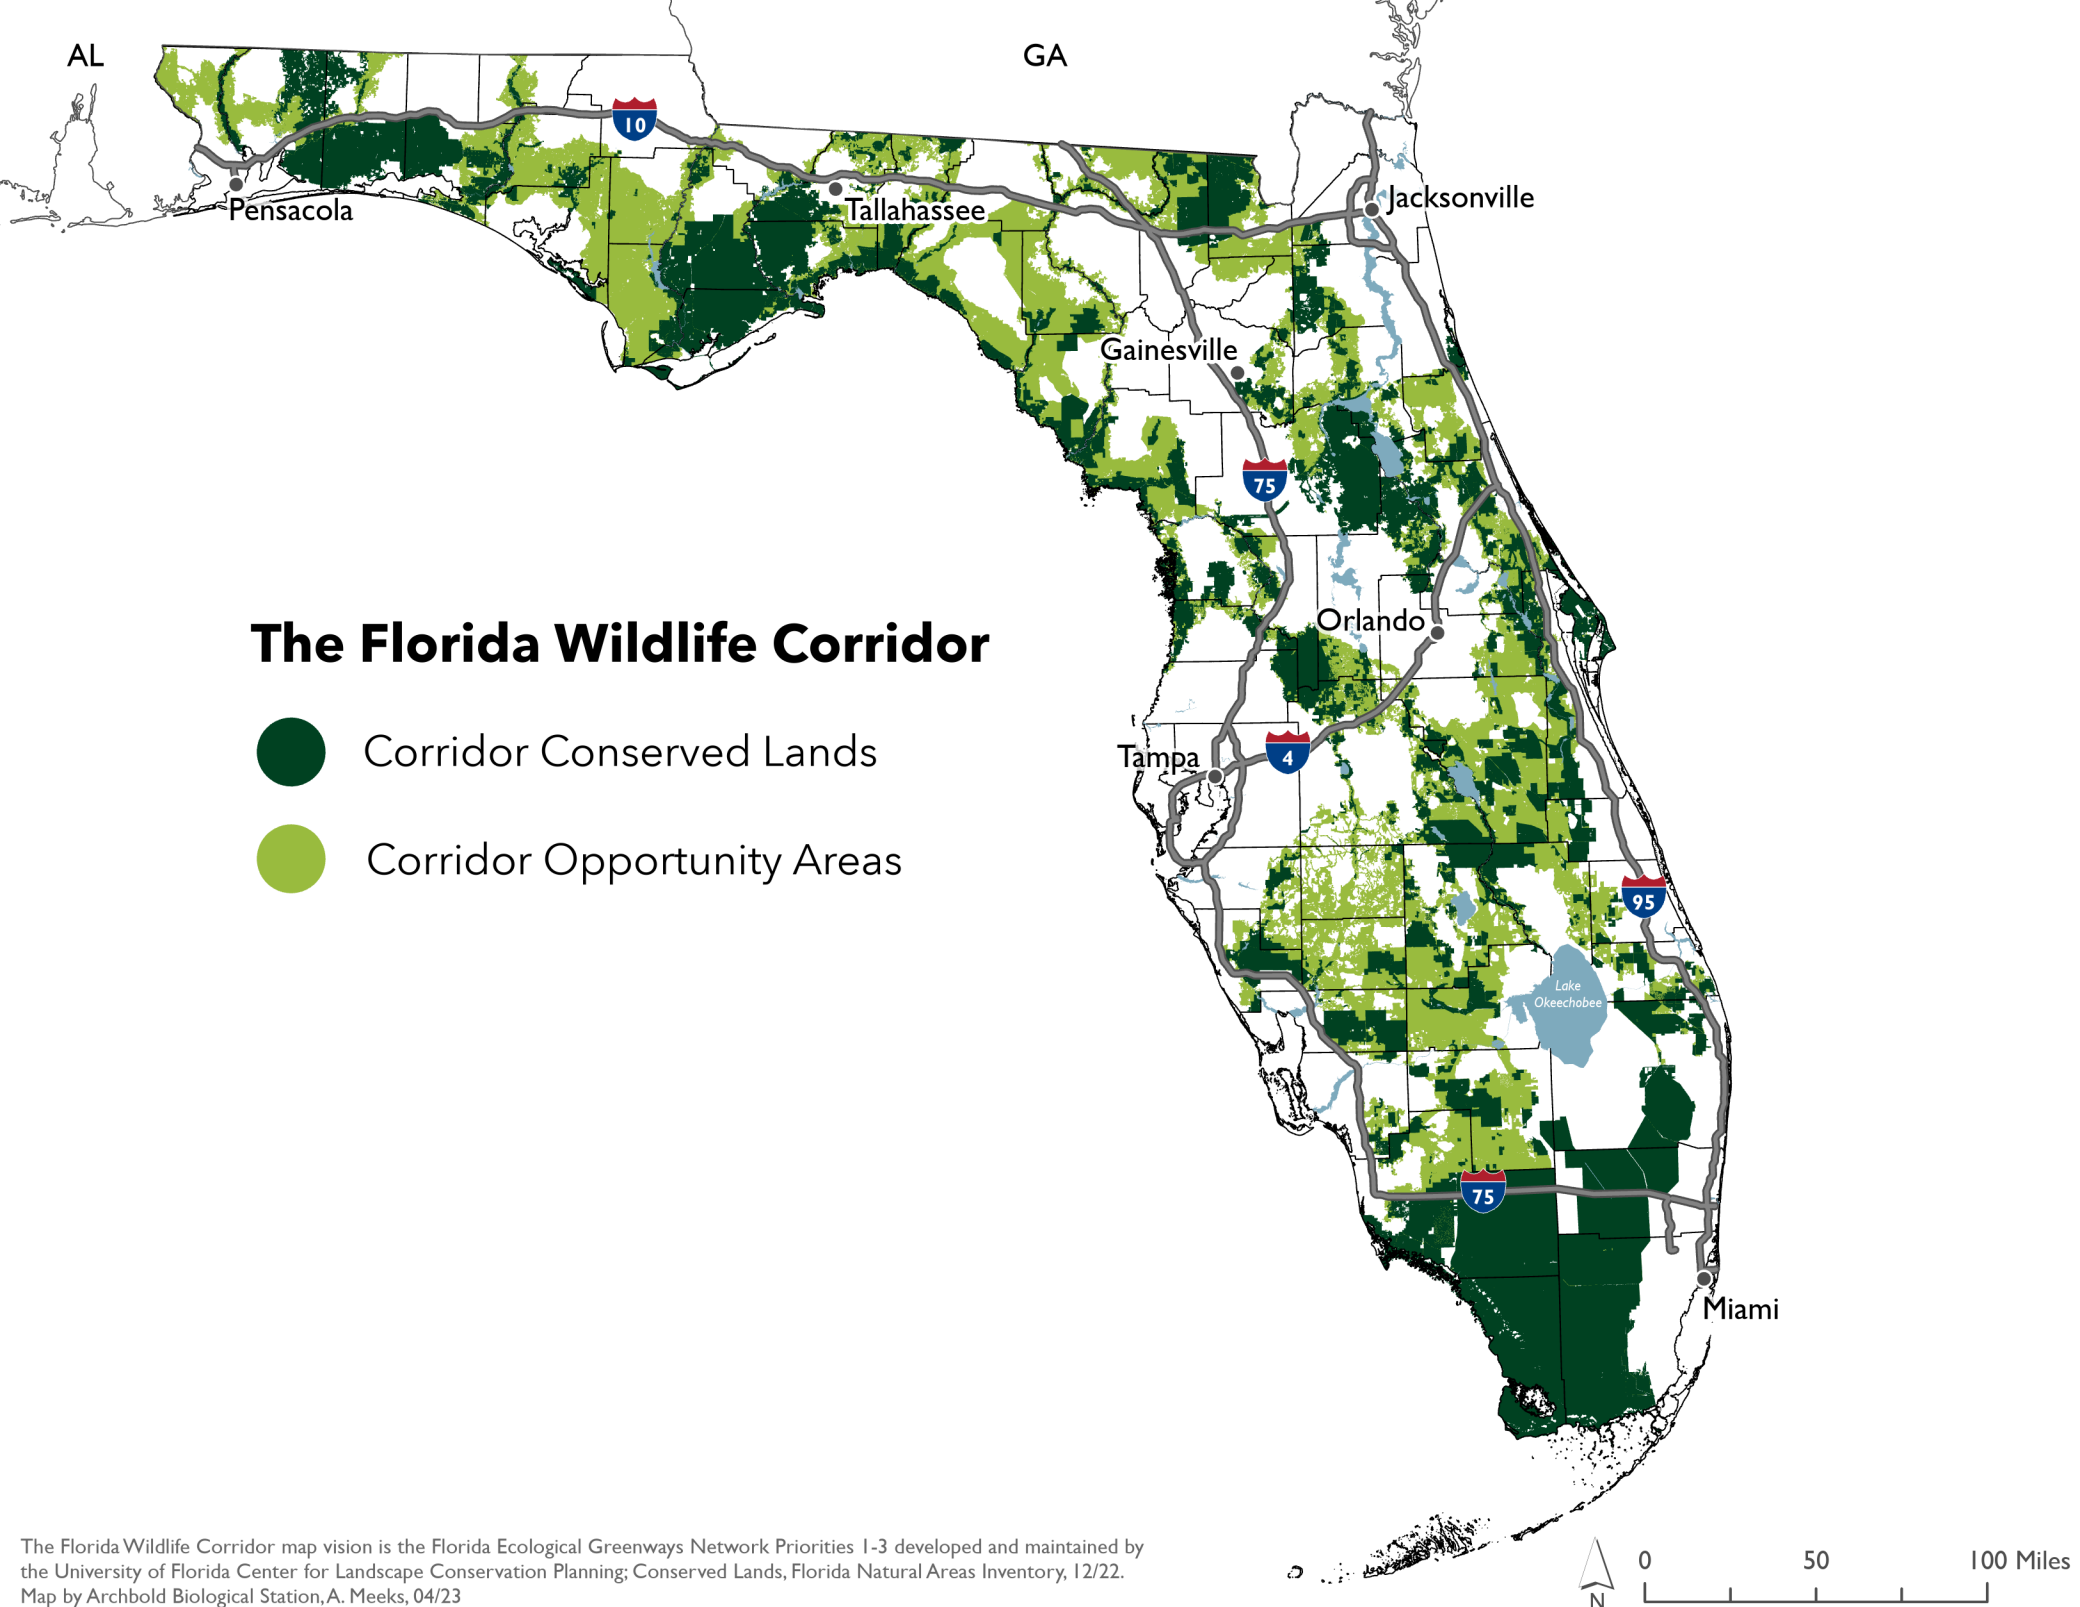 AL
GA
10
Pensacola
Tallahassee
Jacksonville
Gainesville
75
The Florida Wildlife Corridor
Corridor Conserved Lands
Corridor Opportunity Areas
Orlando
Tampa
4
95
Lake
Okeechobee
75
Miami
The Florida Wildlife Corridor map vision is the Florida Ecological Greenways Network Priorities 1-3 developed and maintained by
the University of Florida Center for Landscape Conservation Planning; Conserved Lands, Florida Natural Areas Inventory, 12/22.
Map by Archbold Biological Station, A. Meeks, 04/23
N
0 50 100 Miles